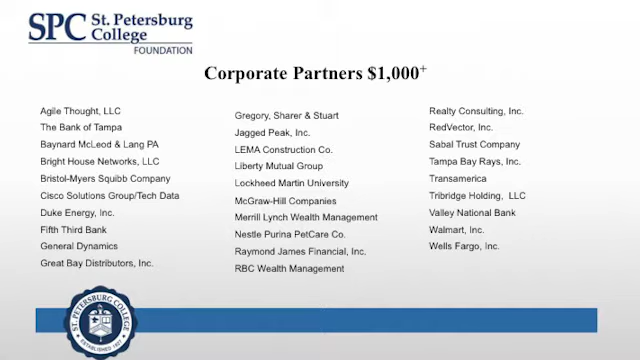 SPC St. Petersburg
College
FOUNDATION
Corporate Partners $1,000+
Agile Thought, LLC
The Bank of Tampa
Baynard McLeod & Lang PA
Bright House Networks, LLC
Bristol-Myers Squibb Company
Cisco Solutions Group/Tech Data
Duke Energy, Inc.
Fifth Third Bank
General Dynamics
Great Bay Distributors, Inc.
Gregory, Sharer & Stuart
Jagged Peak, Inc.
LEMA Construction Co.
Liberty Mutual Group
Lockheed Martin University
McGraw-Hill Companies
Merrill Lynch Wealth Management
Nestle Purina PetCare Co.
Raymond James Financial, Inc.
RBC Wealth Management
Realty Consulting, Inc.
RedVector, Inc.
Sabal Trust Company
Tampa Bay Rays, Inc.
Transamerica
Tribridge Holding, LLC
Valley National Bank
Walmart, Inc.
Wells Fargo, Inc.
ST. PETERSBURG COLLEGE
ESTABLISHED 1927